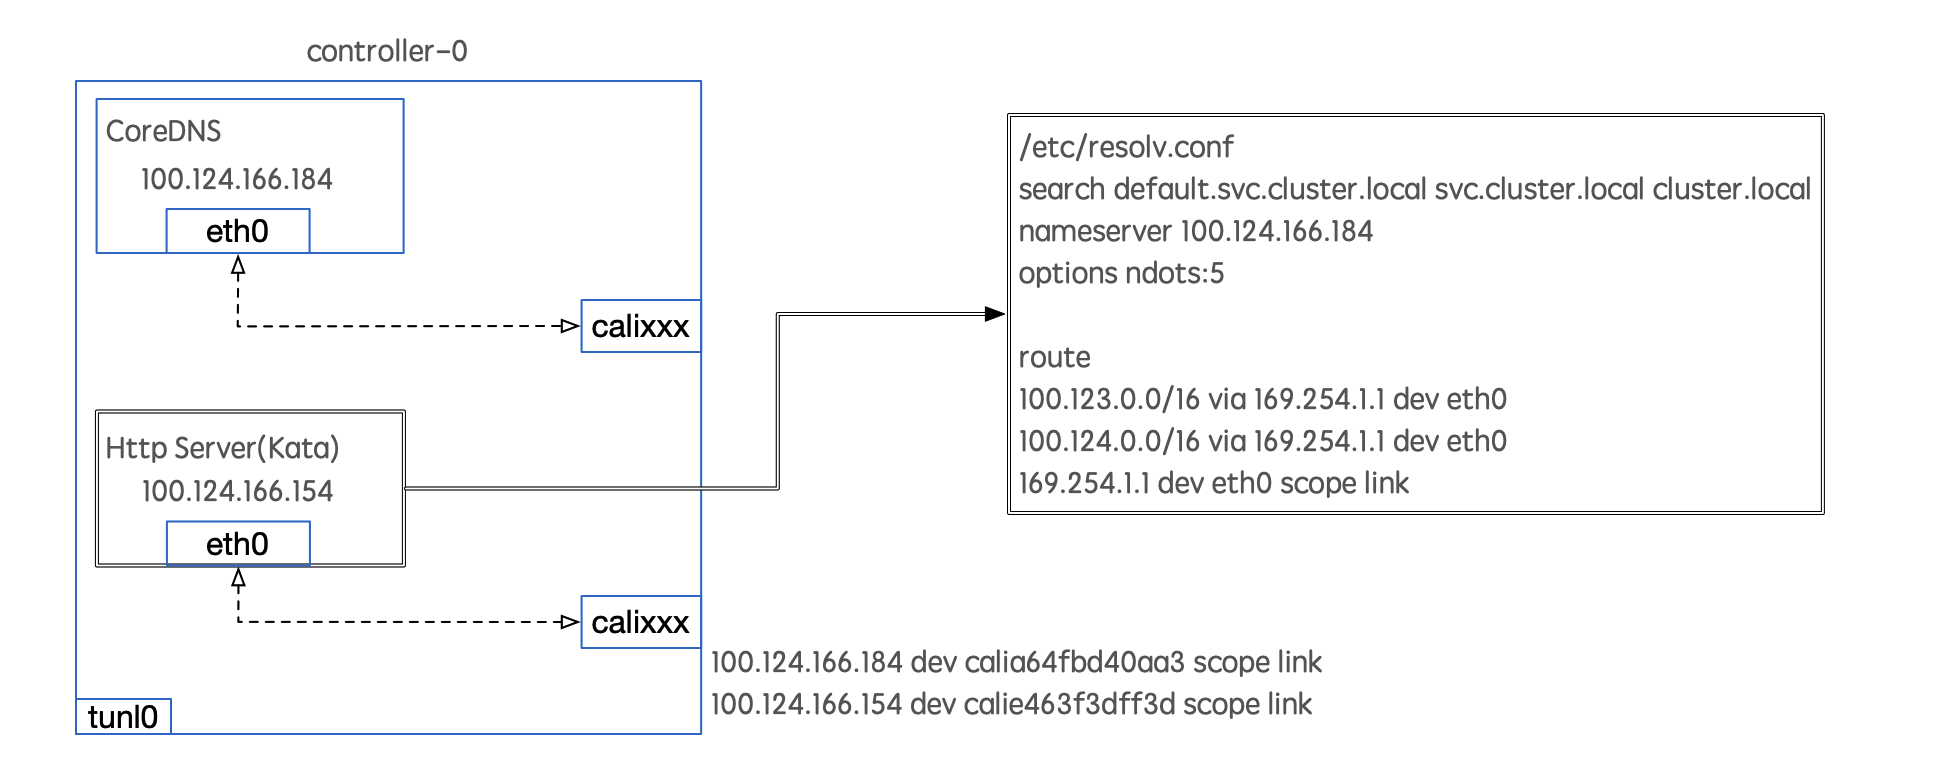 controller-0
CoreDNS
100.124.166.184
eth0
calixxx
Http Server(Kata)
100.124.166.154
eth0
calixxx
tunl0
100.124.166.184 dev calia64fbd40aa3 scope link
100.124.166.154 dev calie463f3dff3d scope link
/etc/resolv.conf
search default.svc.cluster.local svc.cluster.local cluster.local
nameserver 100.124.166.184
options ndots:5
route
100.123.0.0/16 via 169.254.1.1 dev eth0
100.124.0.0/16 via 169.254.1.1 dev eth0
169.254.1.1 dev eth0 scope link